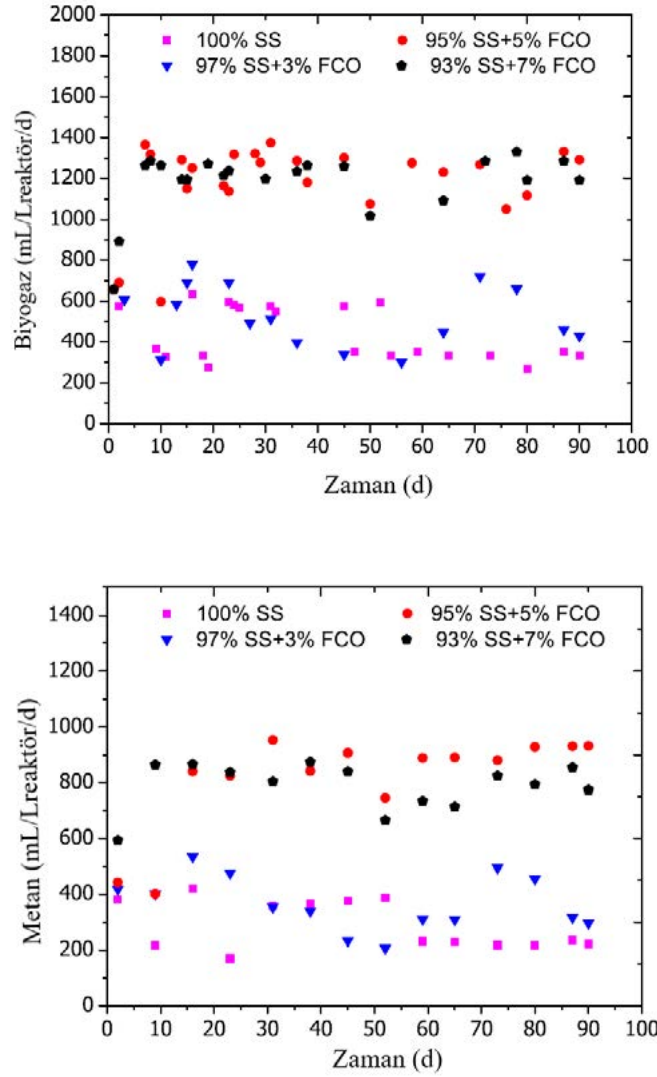 2000
1800
1600
1400
1200
1000
800
600
400
200
0
Biyogaz (mL/Lreaktör/d)
100% SS
95% SS+5% FCO
97% SS+3% FCO
93% SS+7% FCO
0 10 20 30 40 50 60 70 80 90 100
Zaman (d)
1400
1200
1000
800
600
400
200
0
Metan (mL/Lreaktör/d)
100% SS
95% SS+5% FCO
97% SS+3% FCO
93% SS+7% FCO
0 10 20 30 40 50 60 70 80 90 100
Zaman (d)